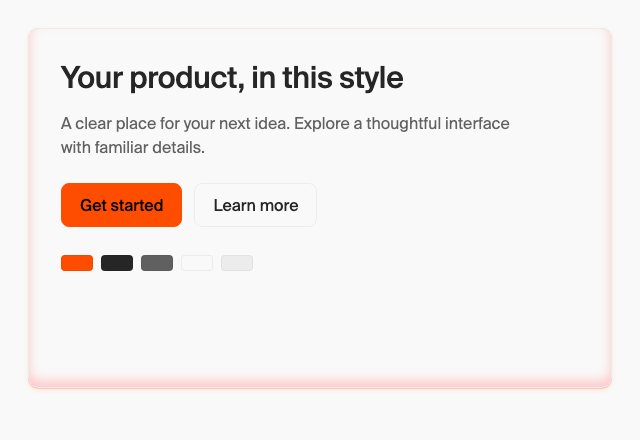 Your product, in this style
A clear place for your next idea. Explore a thoughtful interface
with familiar details.
Get started
Learn more